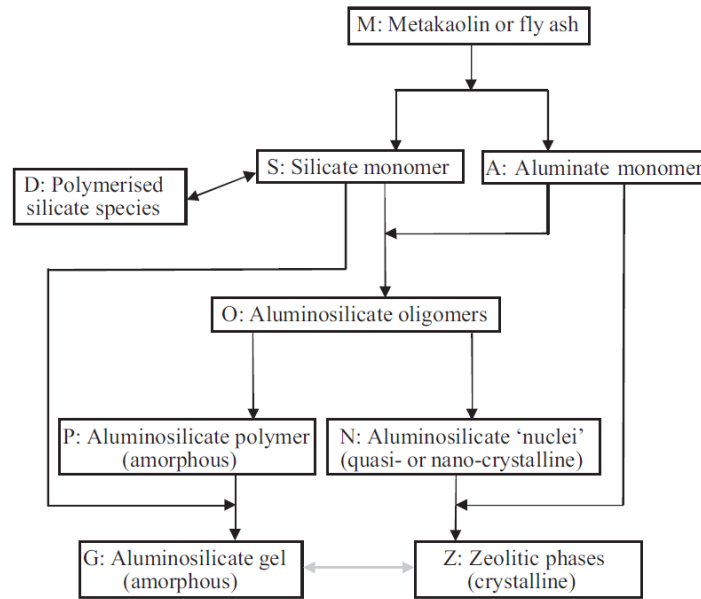 M: Metakaolin or fly ash
S: Silicate monomer
A: Aluminate monomer
D: Polymerised
silicate species
O: Aluminosilicate oligomers
P: Aluminosilicate polymer
(amorphous)
N: Aluminosilicate ‘nuclei’
(quasi- or nano-crystalline)
G: Aluminosilicate gel
(amorphous)
Z: Zeolitic phases
(crystalline)